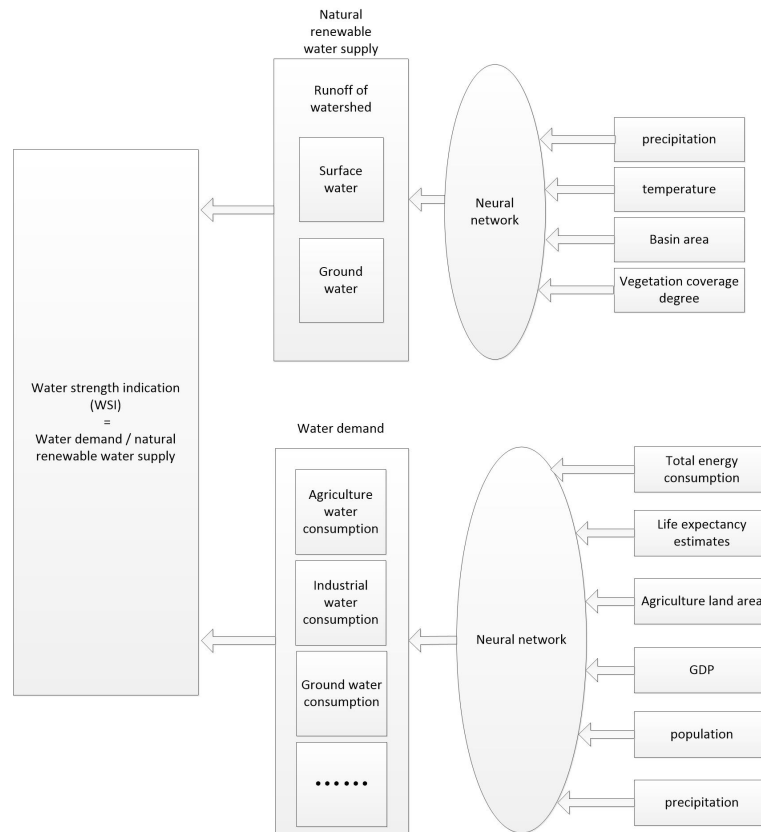 Natural
renewable
water supply
Runoff of
watershed
Surface
water
Ground
water
Neural
network
precipitation
temperature
Basin area
Vegetation coverage
degree
Water strength indication
(WSI)
=
Water demand / natural
renewable water supply
Water demand
Agriculture
water
consumption
Industrial
water
consumption
Ground water
consumption
••••••
Neural network
Total energy
consumption
Life expectancy
estimates
Agriculture land area
GDP
population
precipitation